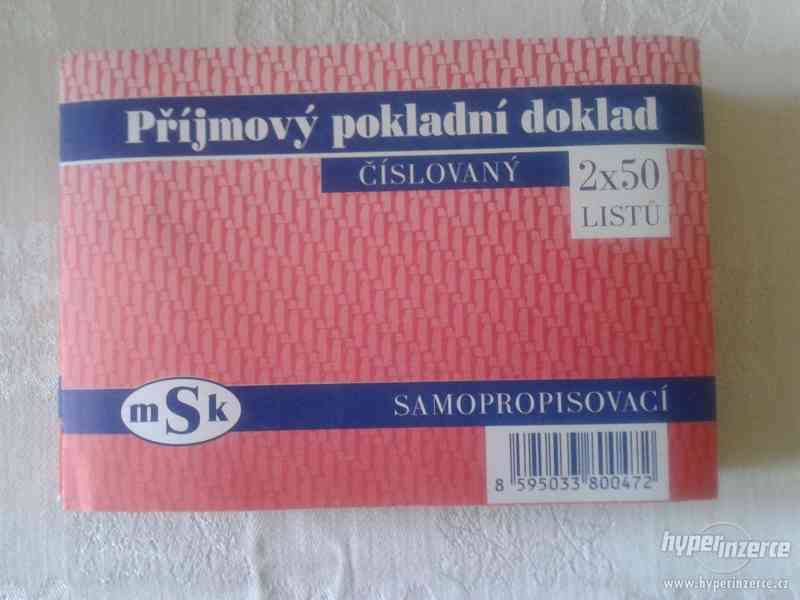 Příjmový pokladní doklad
ČÍSLOVANÝ
2x50
LISTŮ
mSk
SAMOPROPISOVACÍ
8 595033 800472
hyperinzerce
www.hyperinzerce.cz